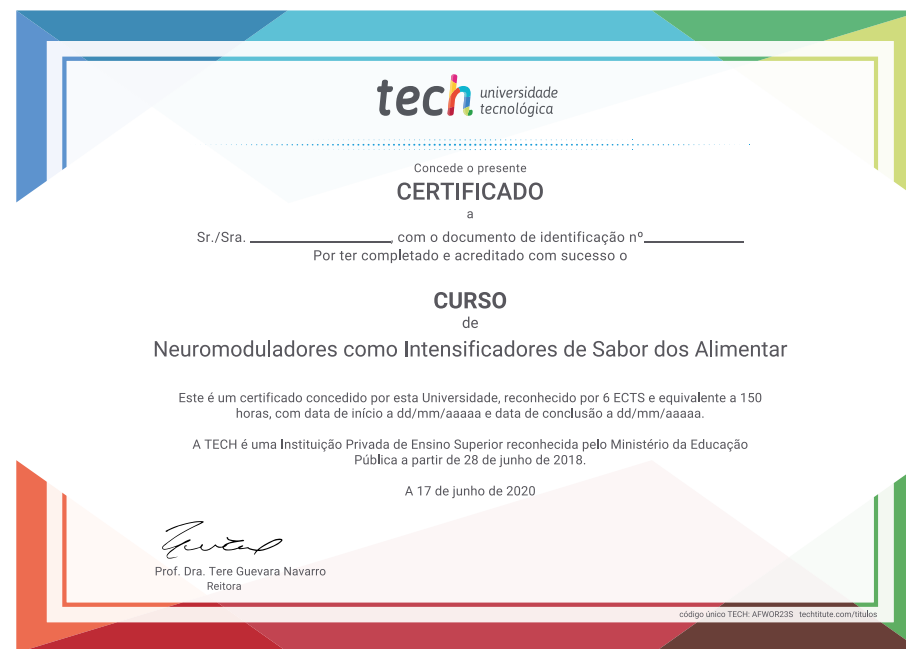 tech universidade
tecnológica
Concede o presente
CERTIFICADO
a
Sr./Sra. ____________________, com o documento de identificação nº______________
Por ter completado e acreditado com sucesso o
CURSO
de
Neuromoduladores como Intensificadores de Sabor dos Alimentar
Este é um certificado concedido por esta Universidade, reconhecido por 6 ECTS e equivalente a 150
horas, com data de início a dd/mm/aaaaa e data de conclusão a dd/mm/aaaaa.
A TECH é uma Instituição Privada de Ensino Superior reconhecida pelo Ministério da Educação
Pública a partir de 28 de junho de 2018.
A 17 de junho de 2020
Prof. Dra. Tere Guevara Navarro
Reitora
código único TECH: AFWOR23S techtitute.com/titulos